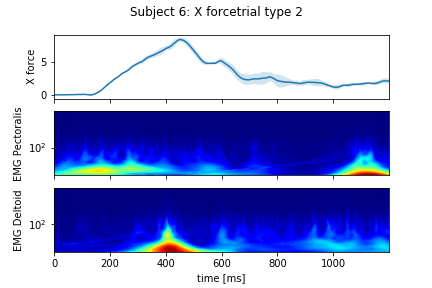 Subject 6: X forcetrial type 2
X force
5
0
EMG Pectoralis
10²
EMG Deltoid
10²
0 200 400 600 800 1000
time [ms]